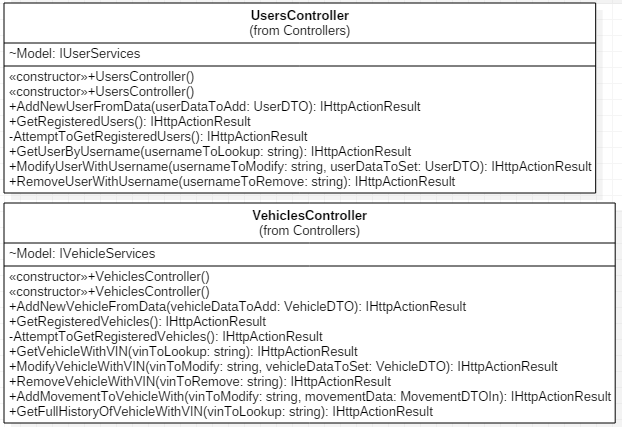 UsersController
(from Controllers)
~Model: IUserServices
«constructor»+UsersController()
«constructor»+UsersController()
+AddNewUserFromData(userDataToAdd: UserDTO): IHttpActionResult
+GetRegisteredUsers(): IHttpActionResult
-AttemptToGetRegisteredUsers(): IHttpActionResult
+GetUserByUsername(usernameToLookup: string): IHttpActionResult
+ModifyUserWithUsername(usernameToModify: string, userDataToSet: UserDTO): IHttpActionResult
+RemoveUserWithUsername(usernameToRemove: string): IHttpActionResult
VehiclesController
(from Controllers)
~Model: IVehicleServices
«constructor»+VehiclesController()
«constructor»+VehiclesController()
+AddNewVehicleFromData(vehicleDataToAdd: VehicleDTO): IHttpActionResult
+GetRegisteredVehicles(): IHttpActionResult
-AttemptToGetRegisteredVehicles(): IHttpActionResult
+GetVehicleWithVIN(vinToLookup: string): IHttpActionResult
+ModifyVehicleWithVIN(vinToModify: string, vehicleDataToSet: VehicleDTO): IHttpActionResult
+RemoveVehicleWithVIN(vinToRemove: string): IHttpActionResult
+AddMovementToVehicleWith(vinToModify: string, movementData: MovementDTOIn): IHttpActionResult
+GetFullHistoryOfVehicleWithVIN(vinToLookup: string): IHttpActionResult